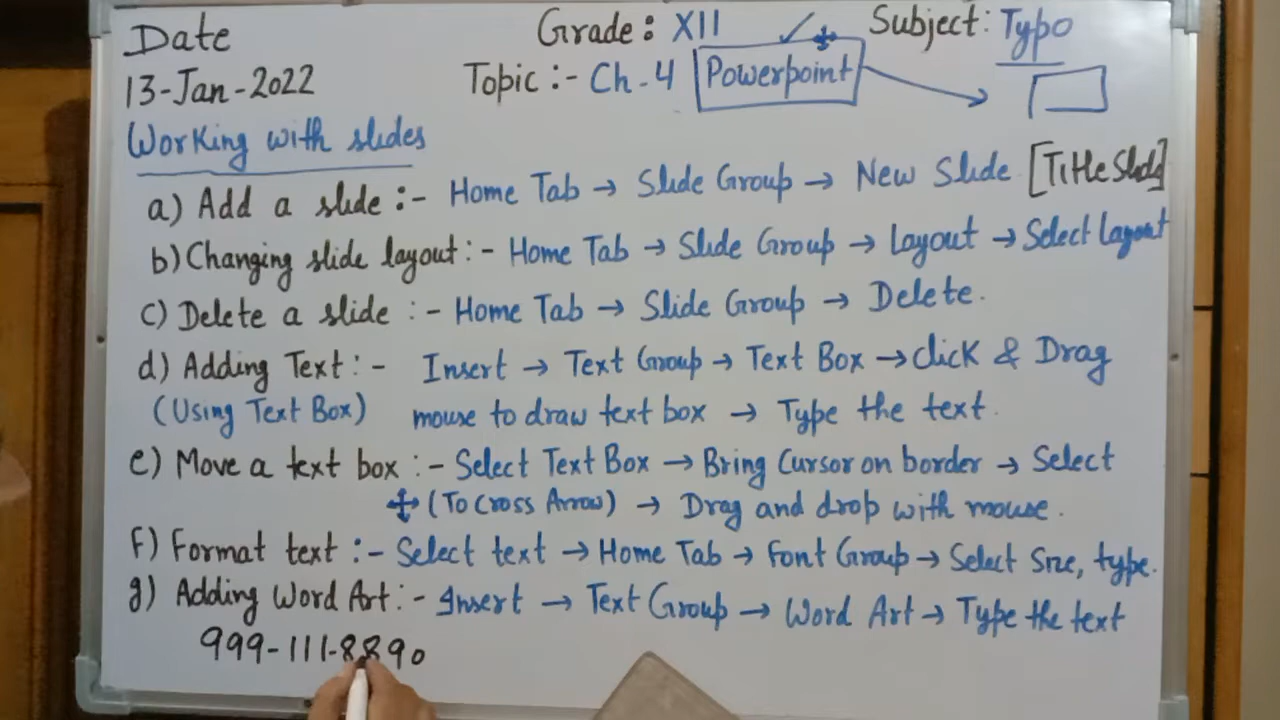 Date Grade: XII Subject: Typo
13-Jan-2022 Topic :- Ch-4 Powerpoint
Working with slides
a) Add a slide :- Home Tab → Slide Group → New Slide [Title Slide]
b) Changing slide layout :- Home Tab → Slide Group → Layout → Select Layout
c) Delete a slide :- Home Tab → Slide Group → Delete.
d) Adding Text :- Insert → Text Group → Text Box → click & Drag
(Using Text Box) mouse to draw text box → Type the text.
e) Move a text box :- Select Text Box → Bring Cursor on border → Select
(To Cross Arrow) → Drag and drop with mouse.
f) Format text :- Select text → Home Tab → Font Group → Select Size, type.
g) Adding Word Art :- Insert → Text Group → Word Art → Type the text
999-111-8890